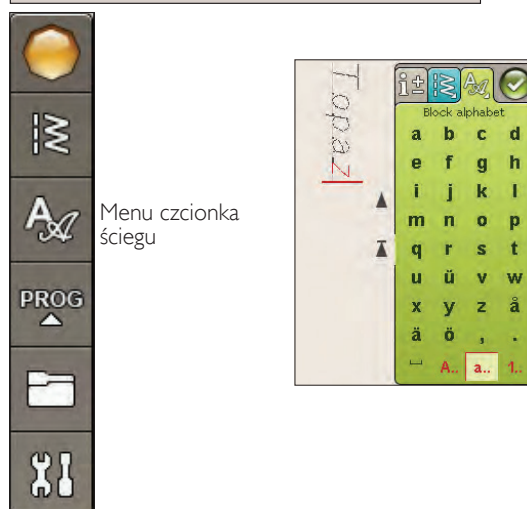 Menu czcionka
ściegu
PROG
Topaz
Block alphabet
a b c d
e f g h
i j k l
m n o p
q r s t
u ü v w
x y z å
ä ö , .
A.. a.. 1..